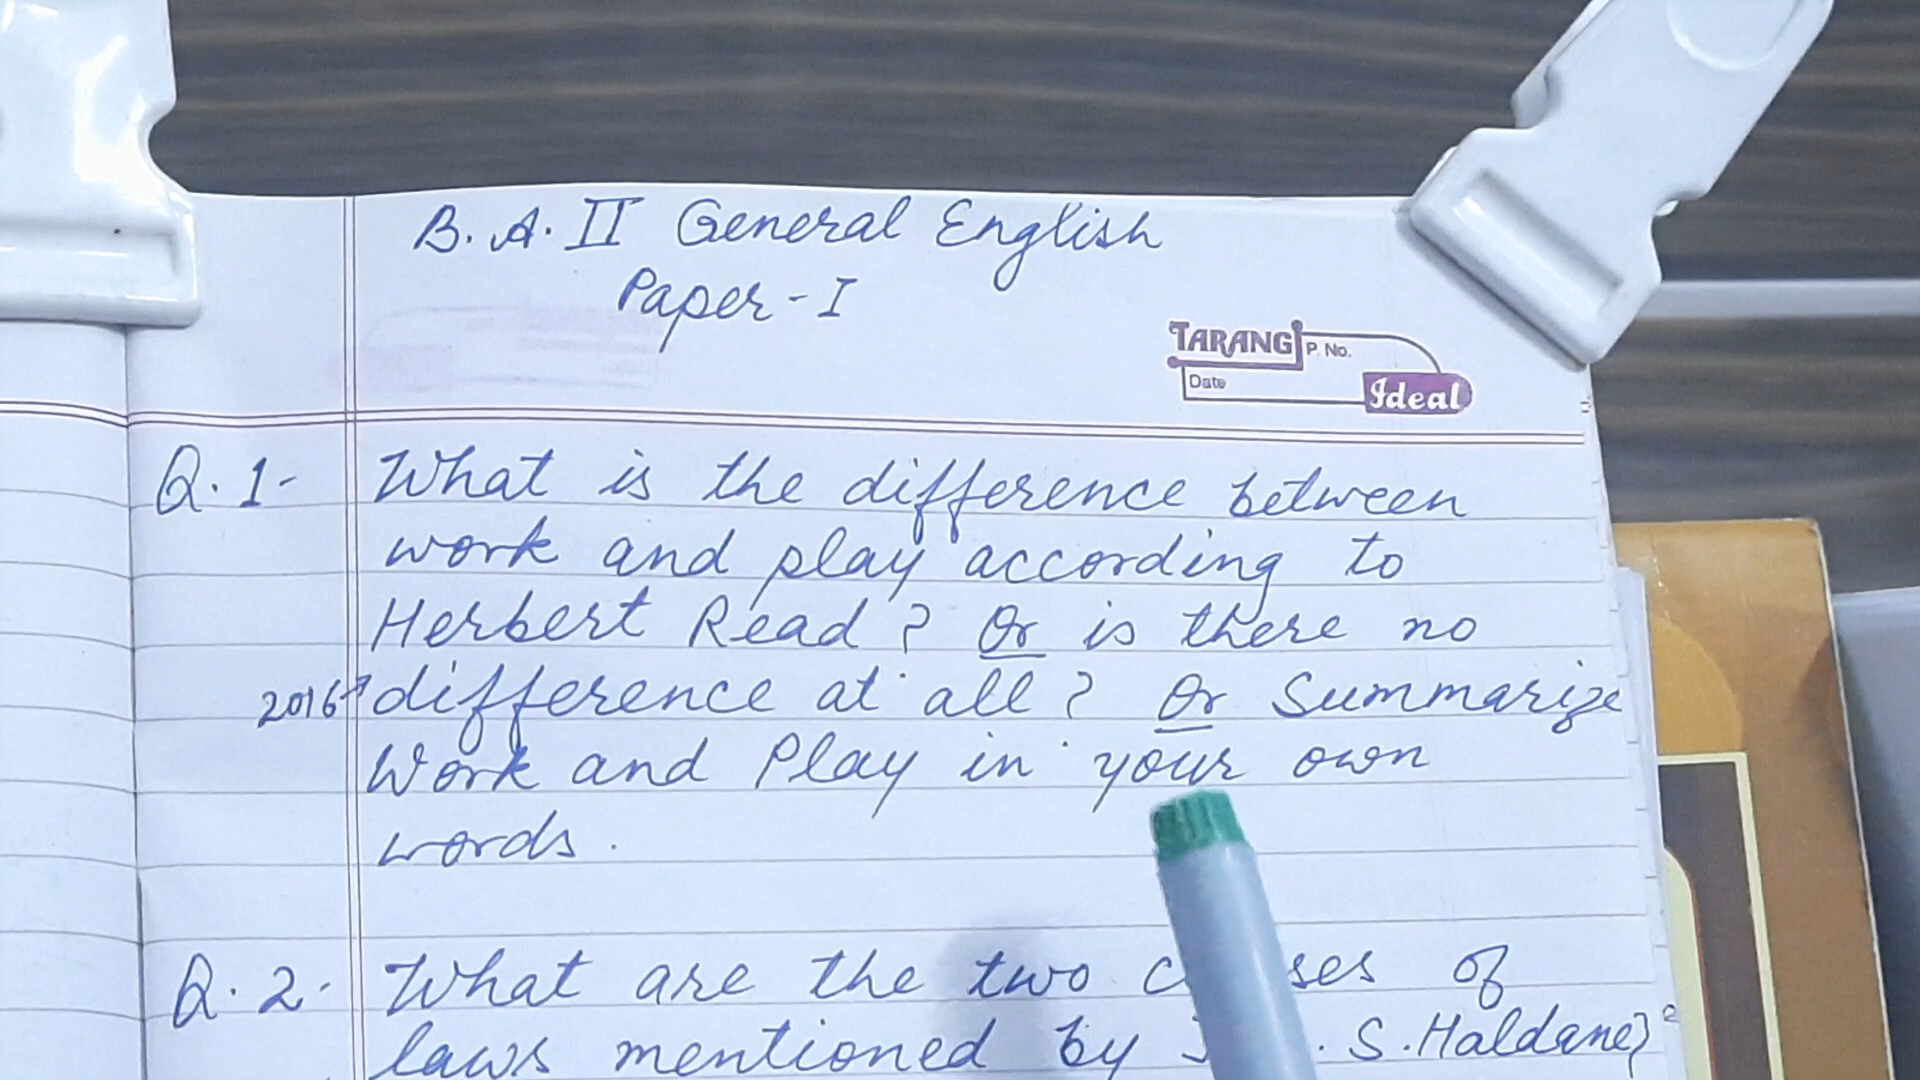 B. A. II General English
Paper - I
TARANG P. No.
Date
Ideal
Q. 1- What is the difference between
work and play according to
Herbert Read ? Or is there no
2016 difference at all ? Or Summarize
Work and Play in your own
words.
Q. 2- What are the two of
laws mentioned by S. Haldane?